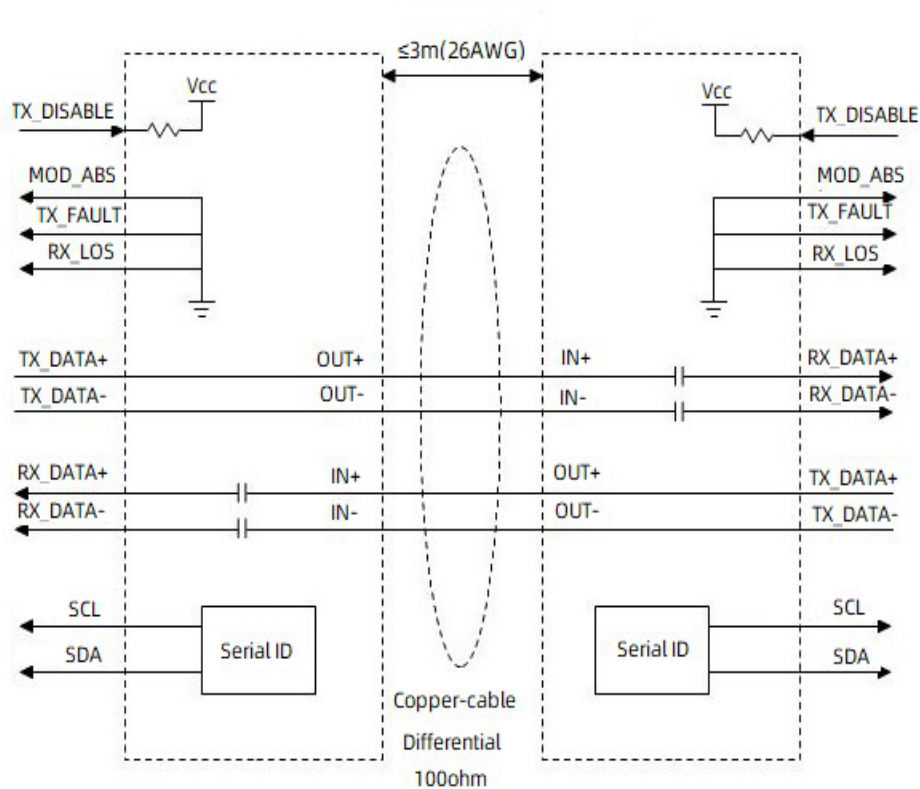 ≤3m(26AWG)
Vcc
Vcc
TX_DISABLE
TX_DISABLE
MOD_ABS
MOD_ABS
TX_FAULT
TX_FAULT
RX_LOS
RX_LOS
TX_DATA+ OUT+ IN+ RX_DATA+
TX_DATA- OUT- IN- RX_DATA-
RX_DATA+ IN+ OUT+ TX_DATA+
RX_DATA- IN- OUT- TX_DATA-
SCL
SCL
Serial ID
Serial ID
SDA
SDA
Copper-cable
Differential
100ohm